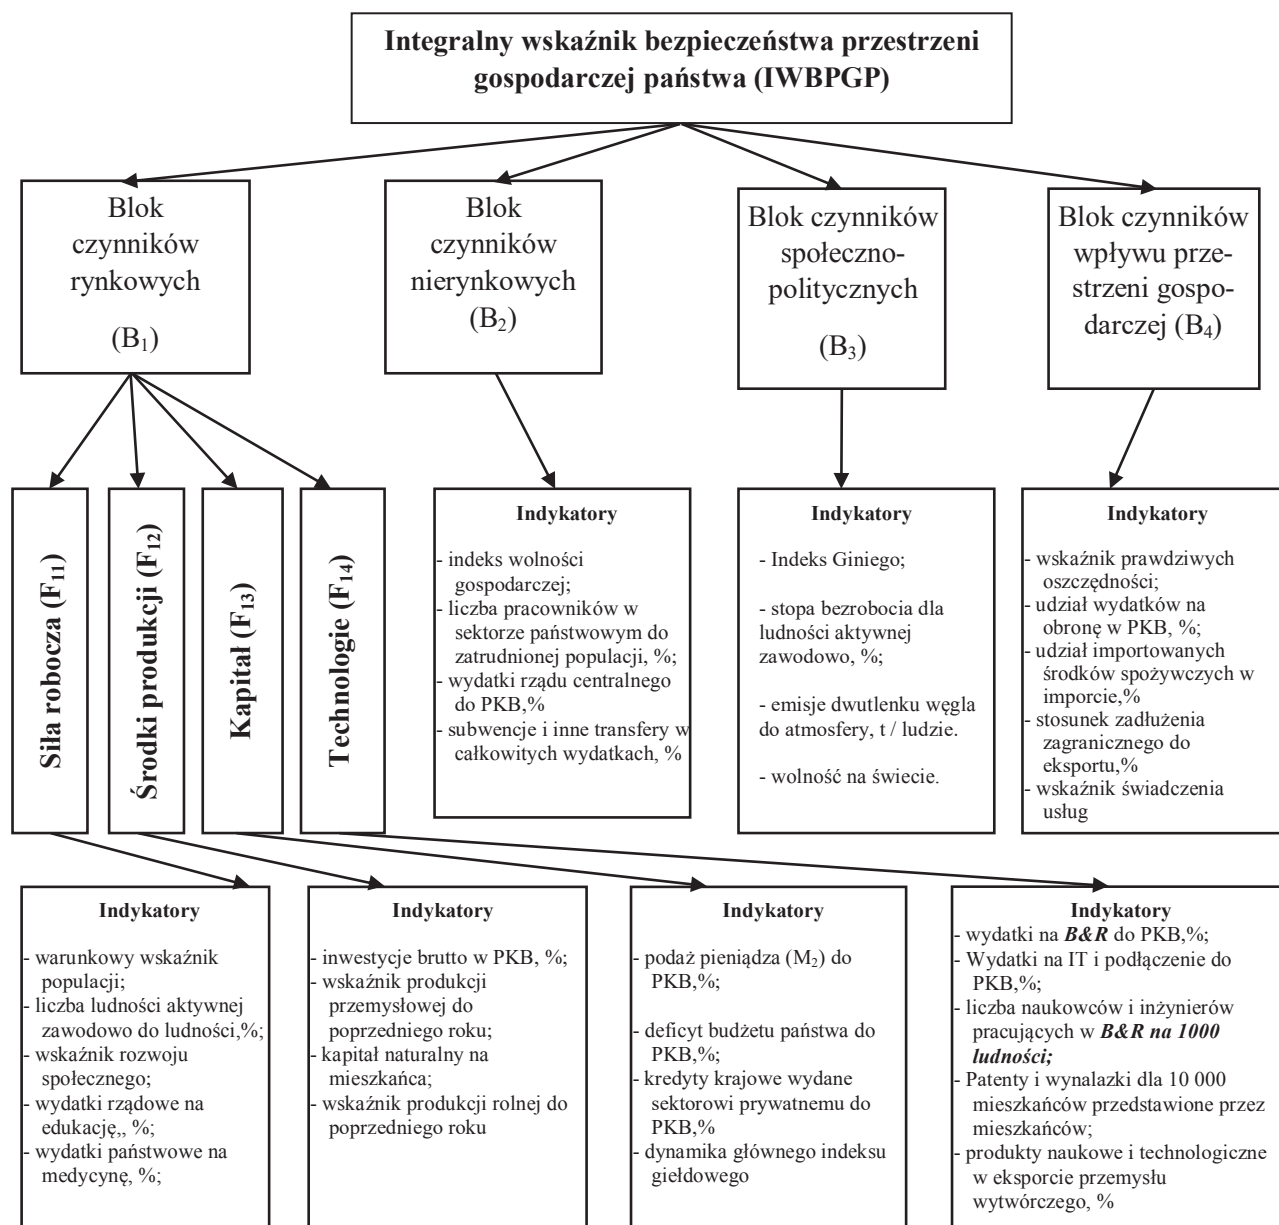 Integralny wskaźnik bezpieczeństwa przestrzeni
gospodarczej państwa (IWBPGP)
Blok
czynników
rynkowych
(B₁)
Blok
czynników
nierynkowych
(B₂)
Blok czynników
społeczno-
politycznych
(B₃)
Blok czynników
wpływu prze-
strzeni gospo-
darczej (B₄)
Siła robocza (F₁₁)
Środki produkcji (F₁₂)
Kapitał (F₁₃)
Technologie (F₁₄)
Indykatory
- indeks wolności
gospodarczej;
- liczba pracowników w
sektorze państwowym do
zatrudnionej populacji, %;
- wydatki rządu centralnego
do PKB,%
- subwencje i inne transfery w
całkowitych wydatkach, %
Indykatory
- Indeks Giniego;
- stopa bezrobocia dla
ludności aktywnej
zawodowo, %;
- emisje dwutlenku węgla
do atmosfery, t / ludzie.
- wolność na świecie.
Indykatory
- wskaźnik prawdziwych
oszczędności;
- udział wydatków na
obronę w PKB, %;
- udział importowanych
środków spożywczych w
imporcie,%
- stosunek zadłużenia
zagranicznego do
eksportu,%
- wskaźnik świadczenia
usług
Indykatory
- warunkowy wskaźnik
populacji;
- liczba ludności aktywnej
zawodowo do ludności,%;
- wskaźnik rozwoju
społecznego;
- wydatki rządowe na
edukację,, %;
- wydatki państwowe na
medycynę, %;
Indykatory
- inwestycje brutto w PKB, %;
- wskaźnik produkcji
przemysłowej do
poprzedniego roku;
- kapitał naturalny na
mieszkańca;
- wskaźnik produkcji rolnej do
poprzedniego roku
Indykatory
- podaż pieniądza (M₂) do
PKB,%;
- deficyt budżetu państwa do
PKB,%;
- kredyty krajowe wydane
sektorowi prywatnemu do
PKB,%
- dynamika głównego indeksu
giełdowego
Indykatory
- wydatki na B&R do PKB,%;
- Wydatki na IT i podłączenie do
PKB,%;
- liczba naukowców i inżynierów
pracujących w B&R na 1000
ludności;
- Patenty i wynalazki dla 10 000
mieszkańców przedstawione przez
mieszkańców;
- produkty naukowe i technologiczne
w eksporcie przemysłu
wytwórczego, %